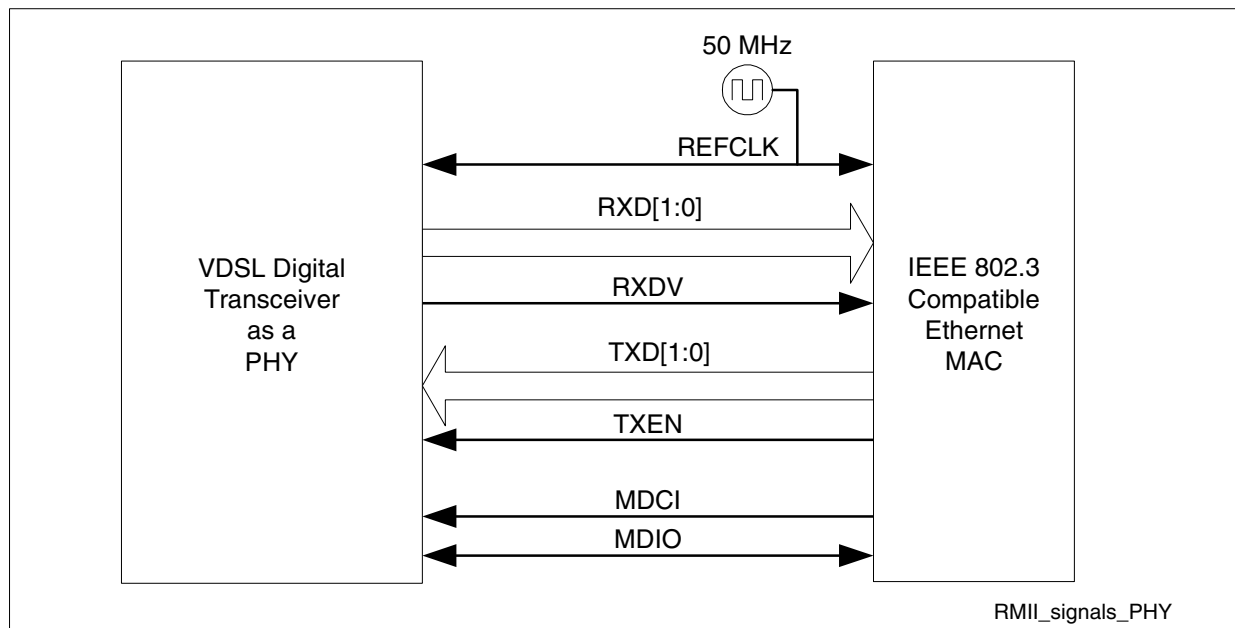 50 MHz
REFCLK
RXD[1:0]
VDSL Digital
Transceiver
as a
PHY
RXDV
TXD[1:0]
TXEN
MDCI
MDIO
IEEE 802.3
Compatible
Ethernet
MAC
RMII_signals_PHY